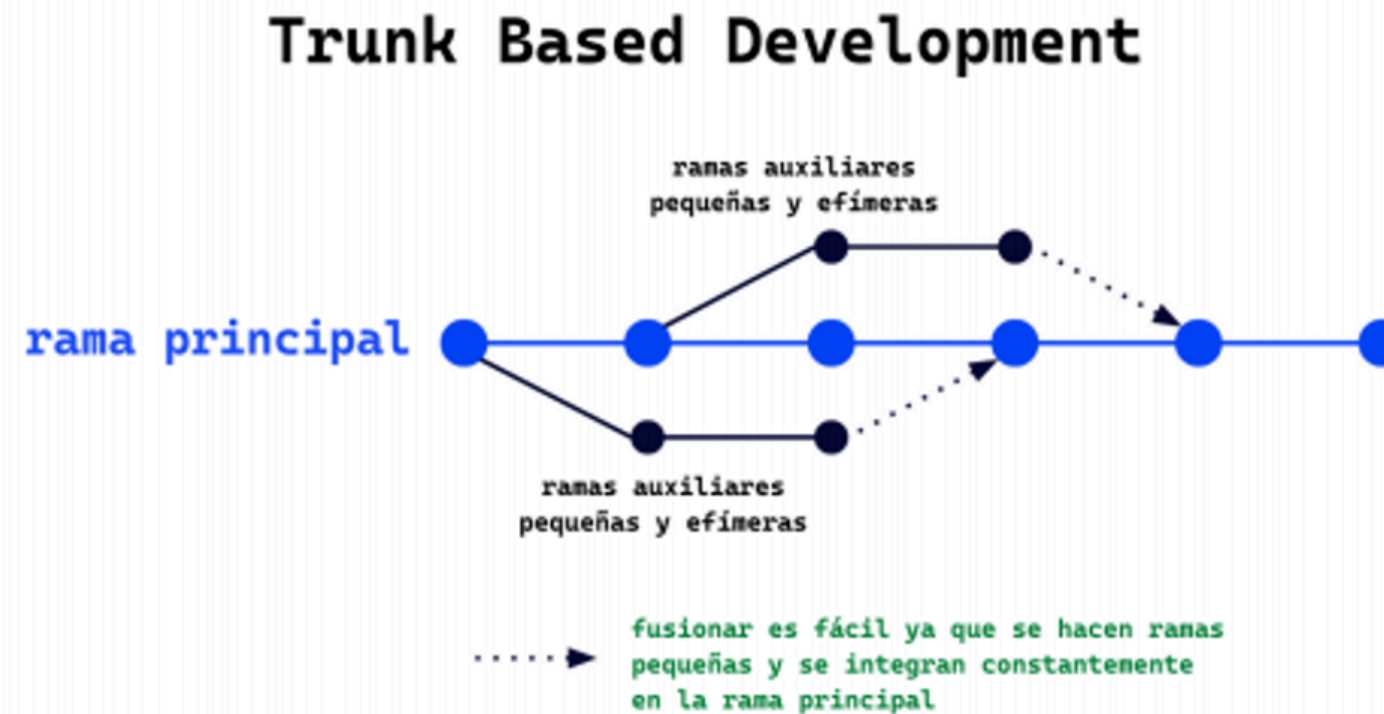 Trunk Based Development
ramas auxiliares
pequeñas y efímeras
rama principal
ramas auxiliares
pequeñas y efímeras
fusionar es fácil ya que se hacen ramas
pequeñas y se integran constantemente
en la rama principal